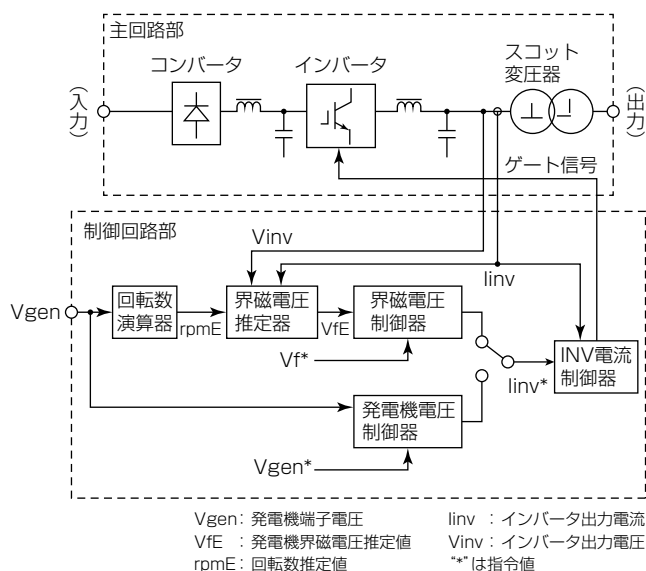 主回路部
コンバータ
インバータ
スコット
変圧器
(入力)
(出力)
ゲート信号
制御回路部
Vinv
Iinv
Vgen
回転数
演算器
rpmE
界磁電圧
推定器
VfE
界磁電圧
制御器
Vf*
Iinv*
INV電流
制御器
発電機電圧
制御器
Vgen*
Vgen: 発電機端子電圧
Iinv : インバータ出力電流
VfE : 発電機界磁電圧推定値
Vinv : インバータ出力電圧
rpmE: 回転数推定値
"*"は指令値